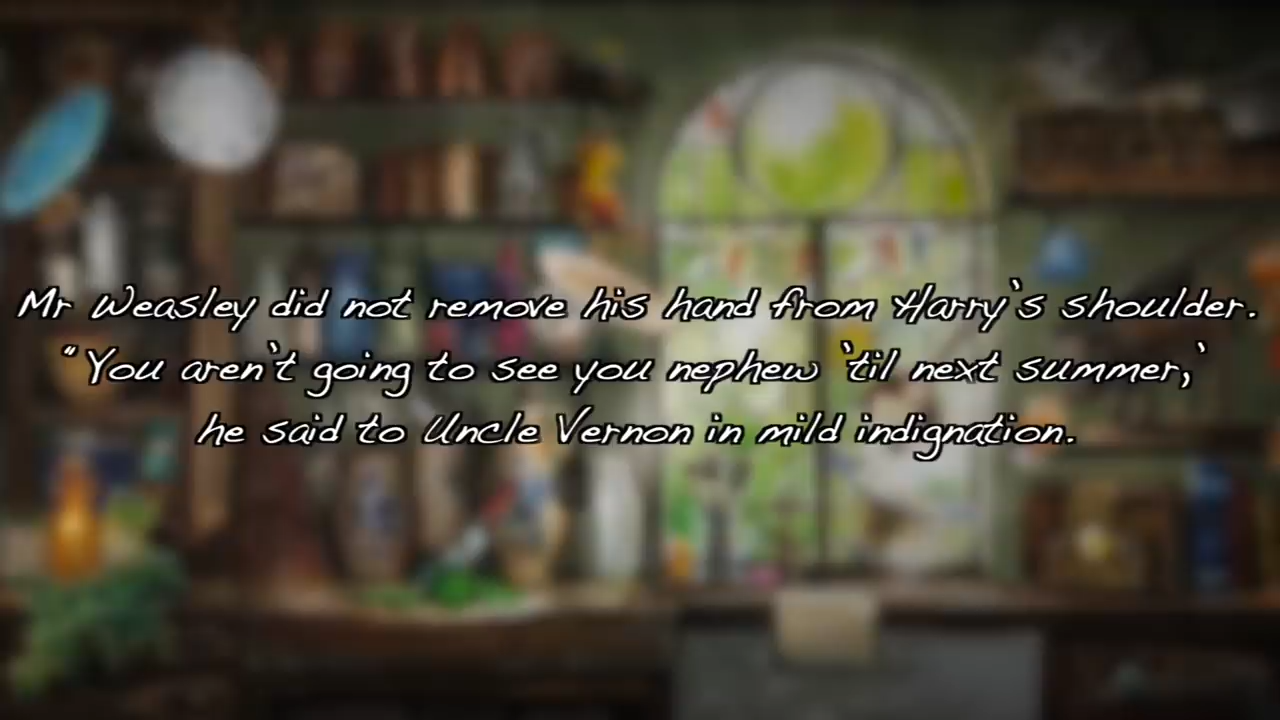 Mr Weasley did not remove his hand from Harry's shoulder.
"You aren't going to see you nephew 'til next summer,'
he said to Uncle Vernon in mild indignation.